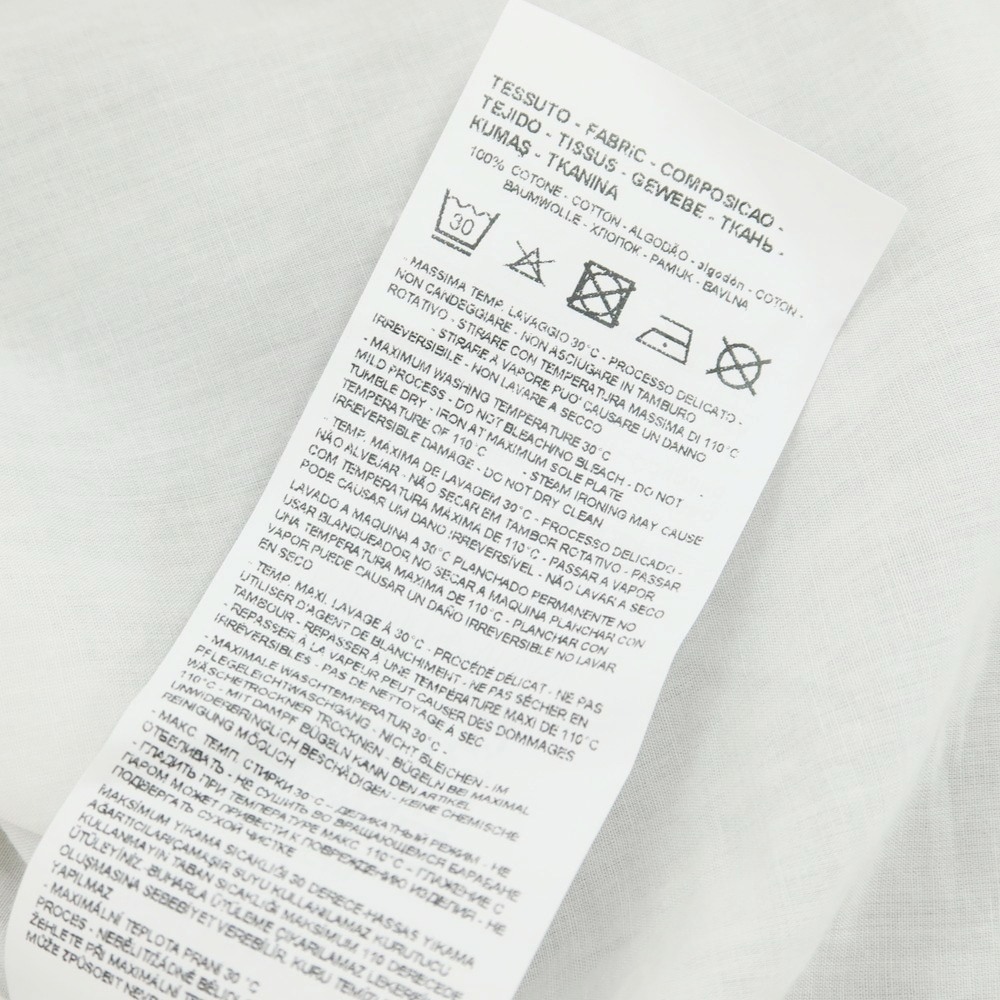 TESSUTO - FABRIC - COMPOSICAO -
TEJIDO - TISSUS - GEWEBE - ТКАНЬ -
KUMAŞ - TKANINA
100% COTONE - COTTON - ALGODÃO - algodón - COTON -
BAUMWOLLE - ХЛОПОК - PAMUK - BAVLNA
30
- MASSIMA TEMP. LAVAGGIO 30°C - PROCESSO DELICATO -
NON CANDEGGIARE - NON ASCIUGARE IN TAMBURO
ROTATIVO - STIRARE CON TEMPERATURA MASSIMA DI 110°C
- STIRARE A VAPORE PUO' CAUSARE UN DANNO
IRREVERSIBILE - NON LAVARE A SECCO
- MAXIMUM WASHING TEMPERATURE 30°C
MILD PROCESS - DO NOT BLEACHING BLEACH - DO NOT
TUMBLE DRY - IRON AT MAXIMUM SOLE PLATE
TEMPERATURE OF 110°C - STEAM IRONING MAY CAUSE
IRREVERSIBLE DAMAGE - DO NOT DRY CLEAN
- TEMP. MÁXIMA DE LAVAGEM 30°C - PROCESSO DELICADO -
NÃO ALVEJAR - NÃO SECAR EM TAMBOR ROTATIVO - PASSAR
COM TEMPERATURA MÁXIMA DE 110°C - PASSAR A VAPOR
PODE CAUSAR UM DANO IRREVERSÍVEL - NÃO LAVAR A SECO
LAVADO A MAQUINA A 30°C PLANCHADO PERMANENTE NO
USAR BLANQUEADOR NO SECAR A MAQUINA PLANCHAR CON
UNA TEMPERATURA MAXIMA DE 110°C - PLANCHAR CON
VAPOR PUEDE CAUSAR UN DAÑO IRREVERSIBLE NO LAVAR
EN SECO
- TEMP. MAXI. LAVAGE À 30°C - PROCÉDÉ DÉLICAT - NE PAS
UTILISER D'AGENT DE BLANCHIMENT - NE PAS SÉCHER EN
TAMBOUR - REPASSER À UNE TEMPÉRATURE MAXI DE 110°C
- REPASSER À LA VAPEUR PEUT CAUSER DES DOMMAGES
IRRÉVERSIBLES - PAS DE NETTOYAGE À SEC
- MAXIMALE WASCHTEMPERATUR 30°C -
PFLEGELEICHTWASCHGANG - NICHT BLEICHEN - IM
WÄSCHETROCKNER TROCKNEN - BÜGELN BEI MAXIMAL
110°C - MIT DAMPF BÜGELN KANN DEN ARTIKEL
UNWIDERBRINGLICH BESCHÄDIGEN - KEINE CHEMISCHE
REINIGUNG MÖGLICH
- МАКС. ТЕМП. СТИРКИ 30°C - ДЕЛИКАТНЫЙ РЕЖИМ - НЕ
ОТБЕЛИВАТЬ - НЕ СУШИТЬ ВО ВРАЩАЮЩЕМСЯ БАРАБАНЕ
- ГЛАДИТЬ ПРИ ТЕМПЕРАТУРЕ МАКС. 110°C - ГЛАЖЕНИЕ С
ПАРОМ МОЖЕТ ПРИВЕСТИ К ПОВРЕЖДЕНИЮ ИЗДЕЛИЯ - НЕ
ПОДВЕРГАТЬ СУХОЙ ЧИСТКЕ
MAKSİMUM YIKAMA SICAKLIĞI 30 DERECE HASSAS YIKAMA
AĞARTICILAR/ÇAMAŞIR SUYU KULLANILAMAZ KURUTUCU
KULLANMAYIN TABAN SICAKLIĞI MAKSİMUM 110 DERECEDE
ÜTÜLEYİNİZ. BUHARLA ÜTÜLEME ÇIKARILAMAZ LEKERE
OLUŞMASINA SEBEBİYET VEREBİLİR. KURU TEMİZ
YAPILMAZ
- MAXIMÁLNÍ TEPLOTA PRANÍ 30 °C
PROCES - NEBĚLIT
ŽEHLETE PŘI MAXIMÁLNÍ
MŮŽE ZPŮSOBIT